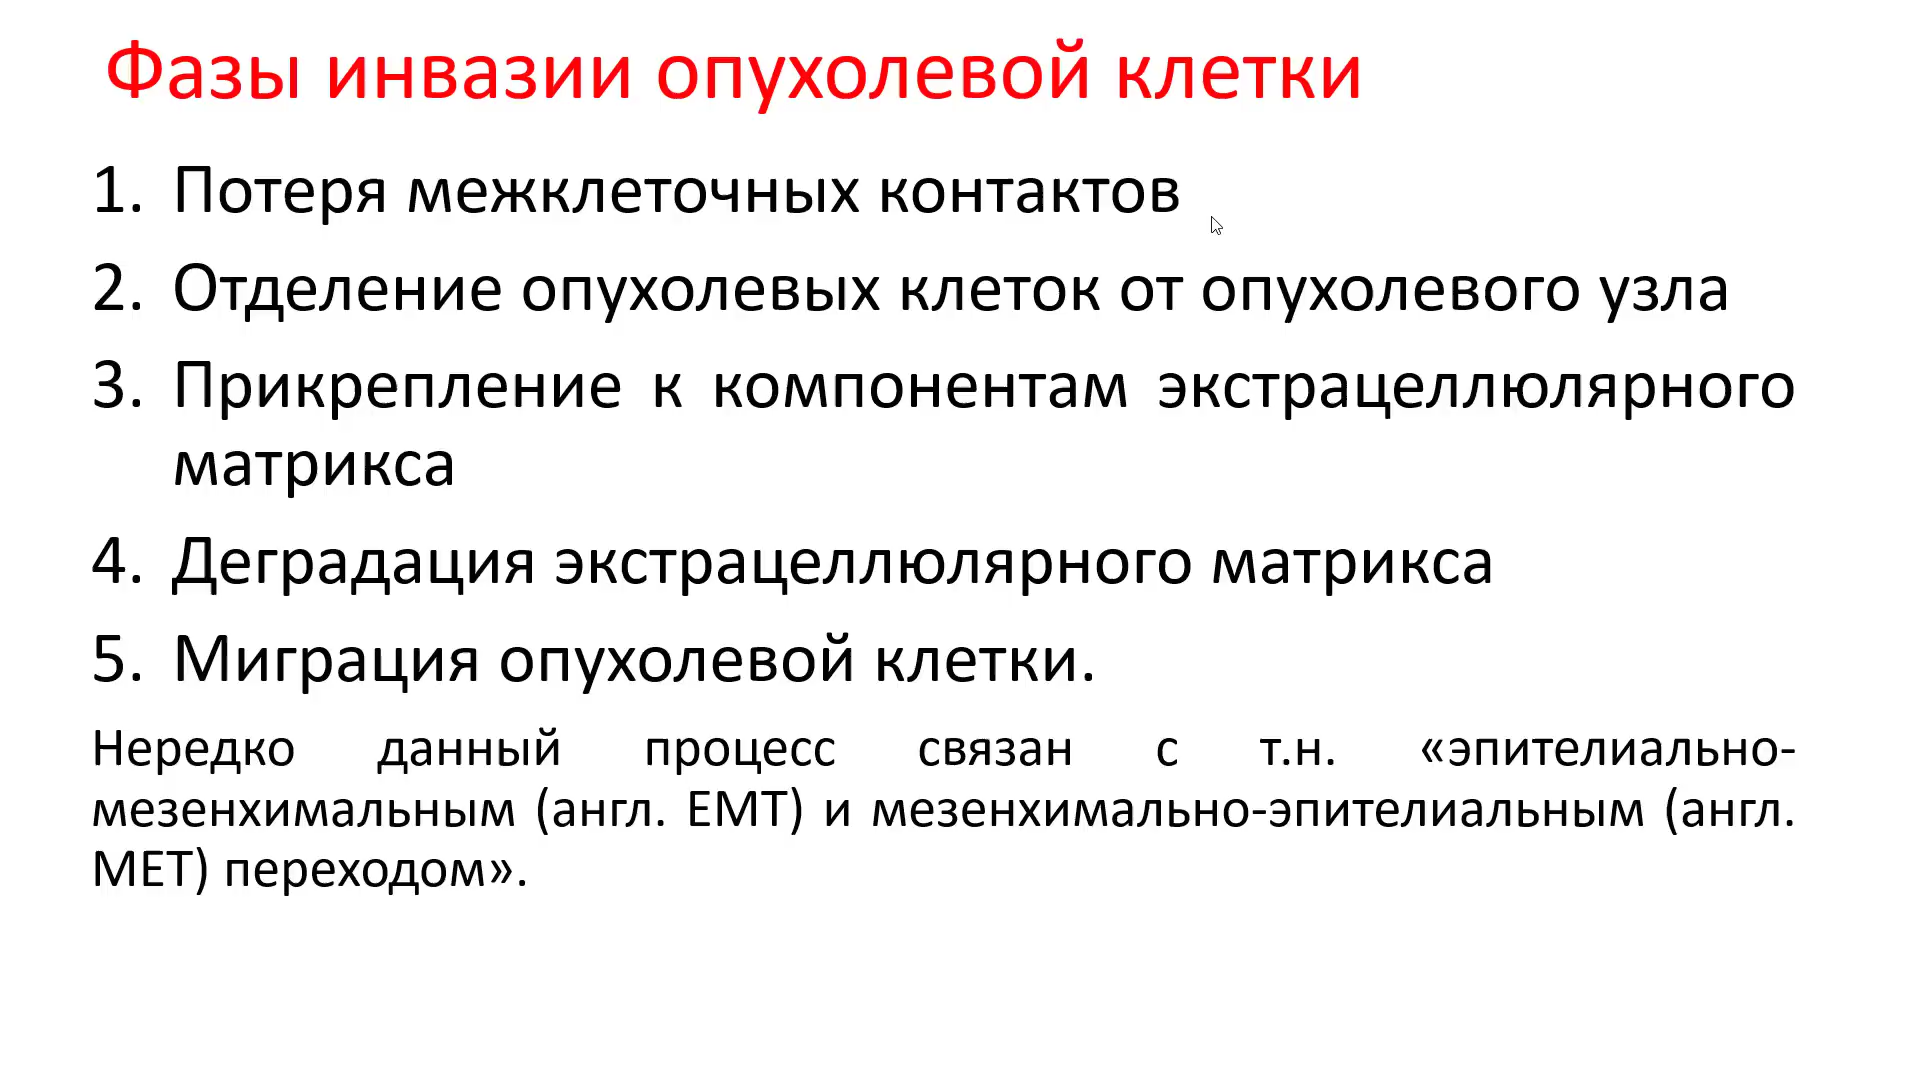 Фазы инвазии опухолевой клетки
1. Потеря межклеточных контактов
2. Отделение опухолевых клеток от опухолевого узла
3. Прикрепление к компонентам экстрацеллюлярного
матрикса
4. Деградация экстрацеллюлярного матрикса
5. Миграция опухолевой клетки.
Нередко данный процесс связан с т.н. «эпителиально-
мезенхимальным (англ. EMT) и мезенхимально-эпителиальным (англ.
MET) переходом».